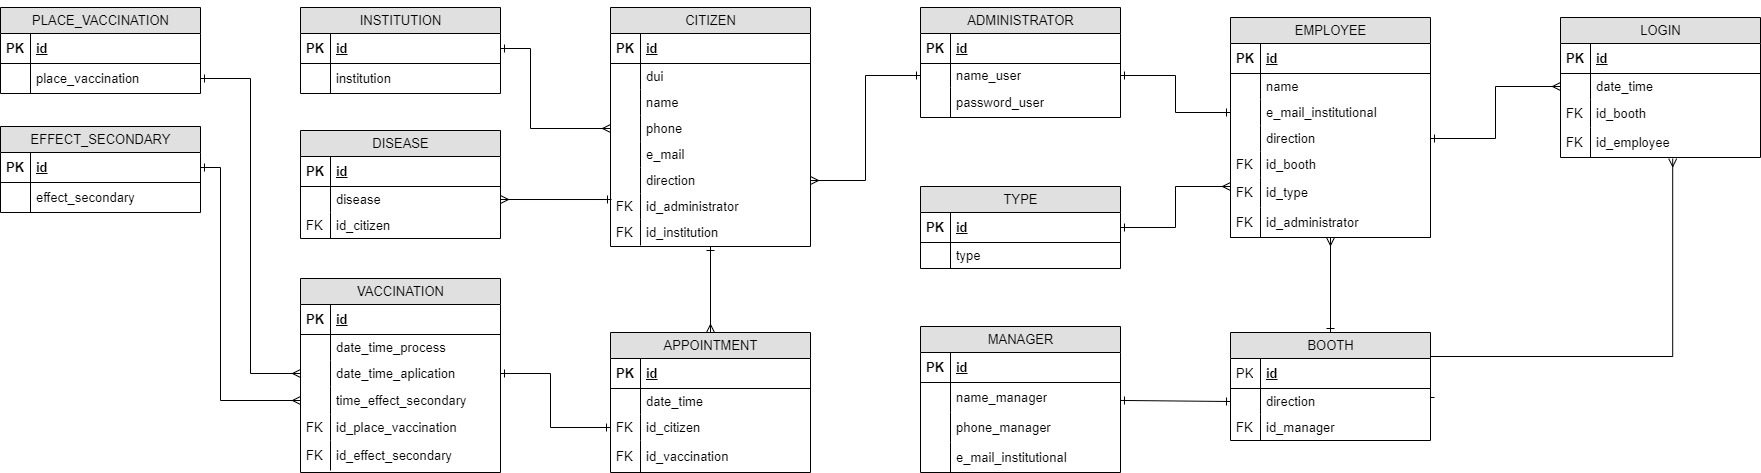 PLACE_VACCINATION
PK id
place_vaccination
EFFECT_SECONDARY
PK id
effect_secondary
INSTITUTION
PK id
institution
DISEASE
PK id
disease
FK id_citizen
VACCINATION
PK id
date_time_process
date_time_aplication
time_effect_secondary
FK id_place_vaccination
FK id_effect_secondary
CITIZEN
PK id
dui
name
phone
e_mail
direction
FK id_administrator
FK id_institution
APPOINTMENT
PK id
date_time
FK id_citizen
FK id_vaccination
ADMINISTRATOR
PK id
name_user
password_user
TYPE
PK id
type
MANAGER
PK id
name_manager
phone_manager
e_mail_institutional
EMPLOYEE
PK id
name
e_mail_institutional
direction
FK id_booth
FK id_type
FK id_administrator
BOOTH
PK id
direction
FK id_manager
LOGIN
PK id
date_time
FK id_booth
FK id_employee